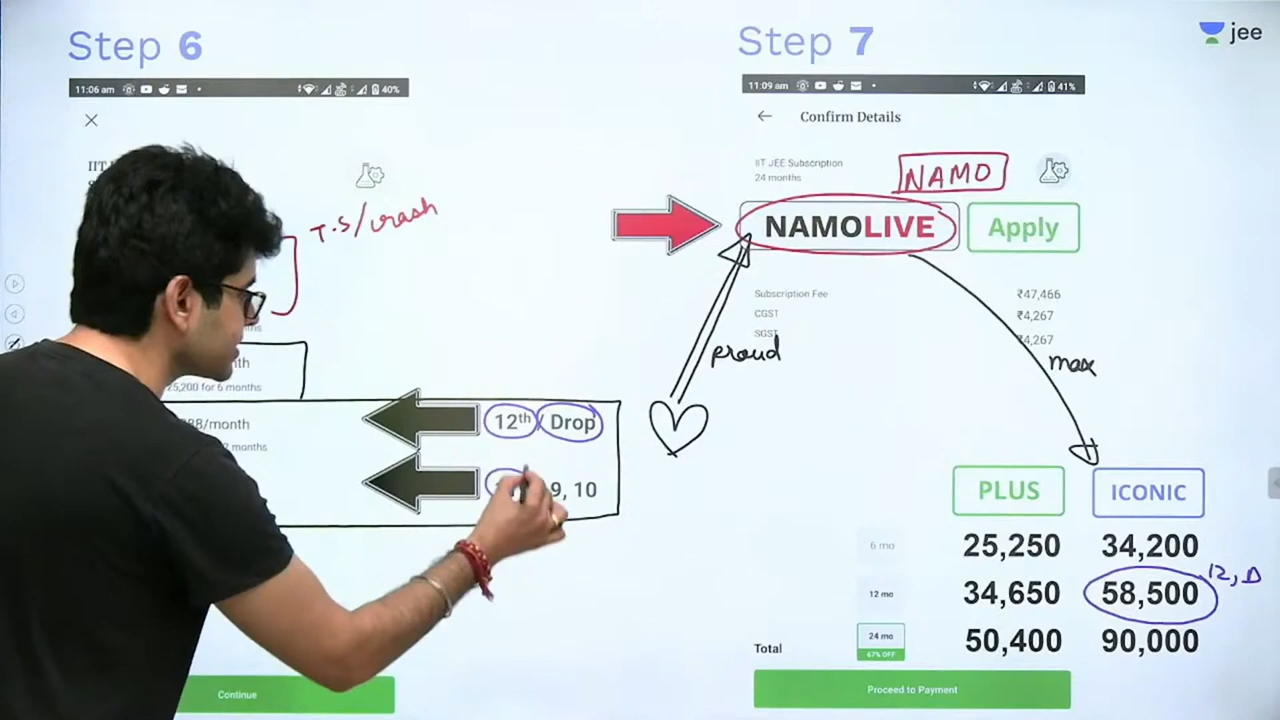 Step 6
11:06 am
40%
IIT
T.S/crash
nth
25,200 for 6 months
88/month
2 months
12th / Drop
9, 10
Continue
Step 7
jee
11:09 am
41%
Confirm Details
IIT JEE Subscription
24 months
NAMO
NAMOLIVE
Apply
Subscription Fee ₹47,466
CGST ₹4,267
SGST 4,267
proud
max
PLUS ICONIC
6 mo 25,250 34,200
12 mo 34,650 58,500 12, D
24 mo 50,400 90,000
67% OFF
Total
Proceed to Payment